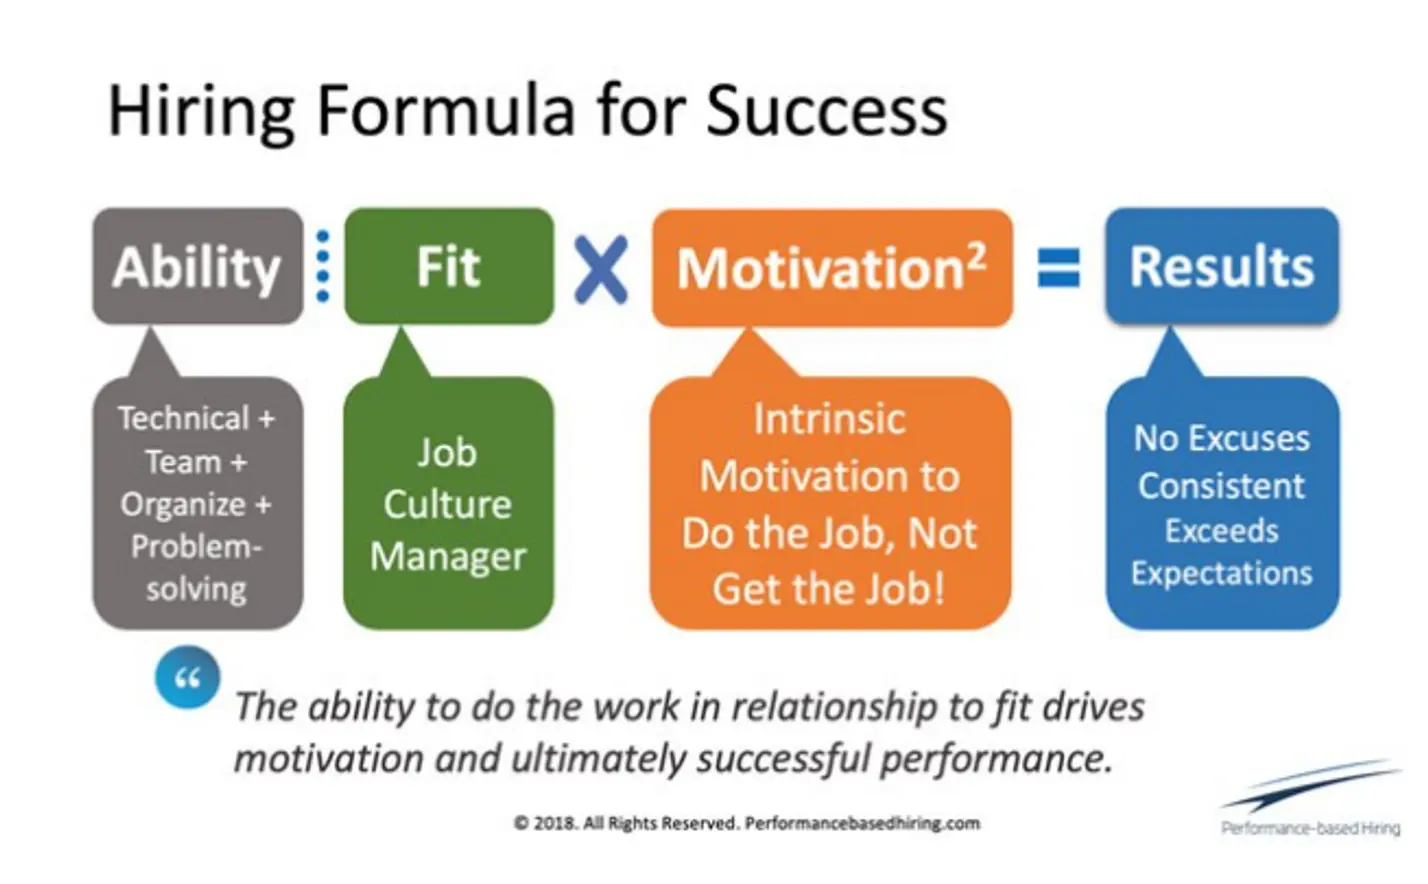 Hiring Formula for Success
Ability
Fit
X
Motivation²
=
Results
Technical +
Team +
Organize +
Problem-
solving
Job
Culture
Manager
Intrinsic
Motivation to
Do the Job, Not
Get the Job!
No Excuses
Consistent
Exceeds
Expectations
“
The ability to do the work in relationship to fit drives
motivation and ultimately successful performance.
© 2018. All Rights Reserved. Performancebasedhiring.com
Performance-based Hiring